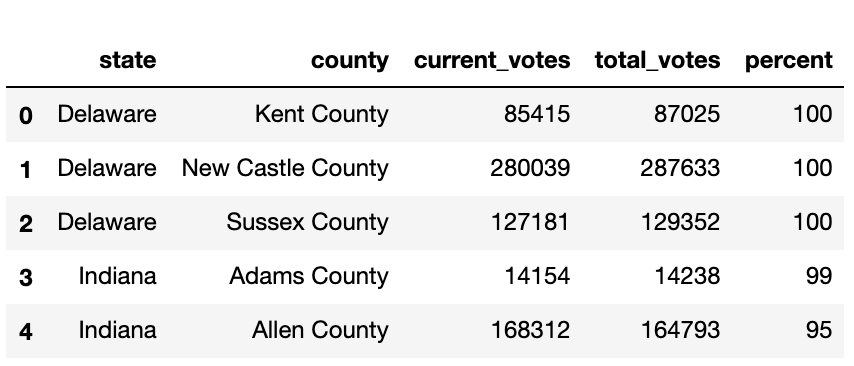 state county current_votes total_votes percent
0 Delaware Kent County 85415 87025 100
1 Delaware New Castle County 280039 287633 100
2 Delaware Sussex County 127181 129352 100
3 Indiana Adams County 14154 14238 99
4 Indiana Allen County 168312 164793 95